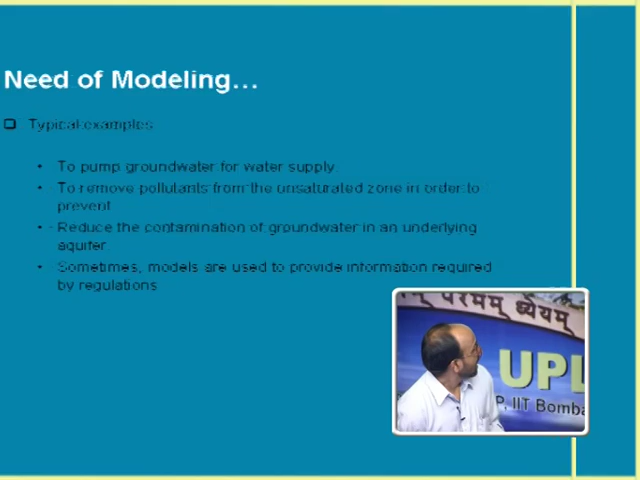 Need of Modeling…
Typical examples
To pump groundwater for water supply
To remove pollutants from the unsaturated zone in order to
prevent
Reduce the contamination of groundwater in an underlying
aquifer
Sometimes, models are used to provide information required
by regulations
परमम् ध्येयम्
UPL
P, IIT Bomba